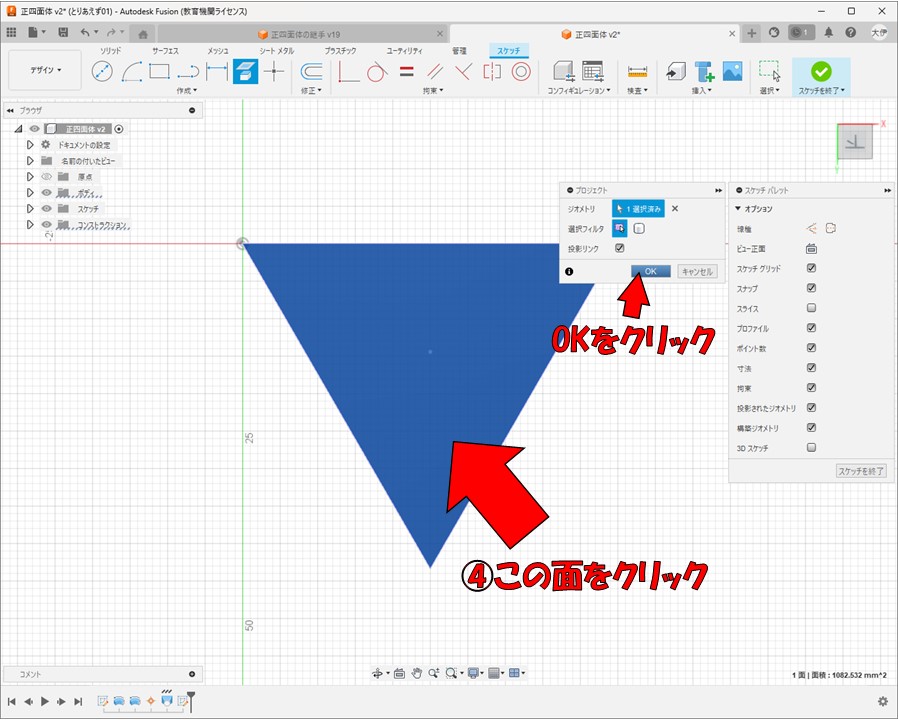 正四面体 v2* (とりあえず01) - Autodesk Fusion (教育機関ライセンス)
正四面体の継手 v19
正四面体 v2*
1
大伊
デザイン
ソリッド サーフェス メッシュ シート メタル プラスチック ユーティリティ 管理 スケッチ
作成 修正 拘束 コンフィギュレーション 検査 挿入 選択 スケッチを終了
ブラウザ
正四面体 v2
ドキュメントの設定
名前の付いたビュー
原点
ボディ
スケッチ
コンストラクション
X
プロジェクト
ジオメトリ 1 選択済み
選択フィルタ
投影リンク
OK キャンセル
OKをクリック
スケッチ パレット
オプション
線種
ビュー正面
スケッチ グリッド
スナップ
スライス
プロファイル
ポイント数
寸法
拘束
投影されたジオメトリ
構築ジオメトリ
3D スケッチ
スケッチを終了
25
④この面をクリック
50
コメント
1 面 | 面積 : 1082.532 mm^2